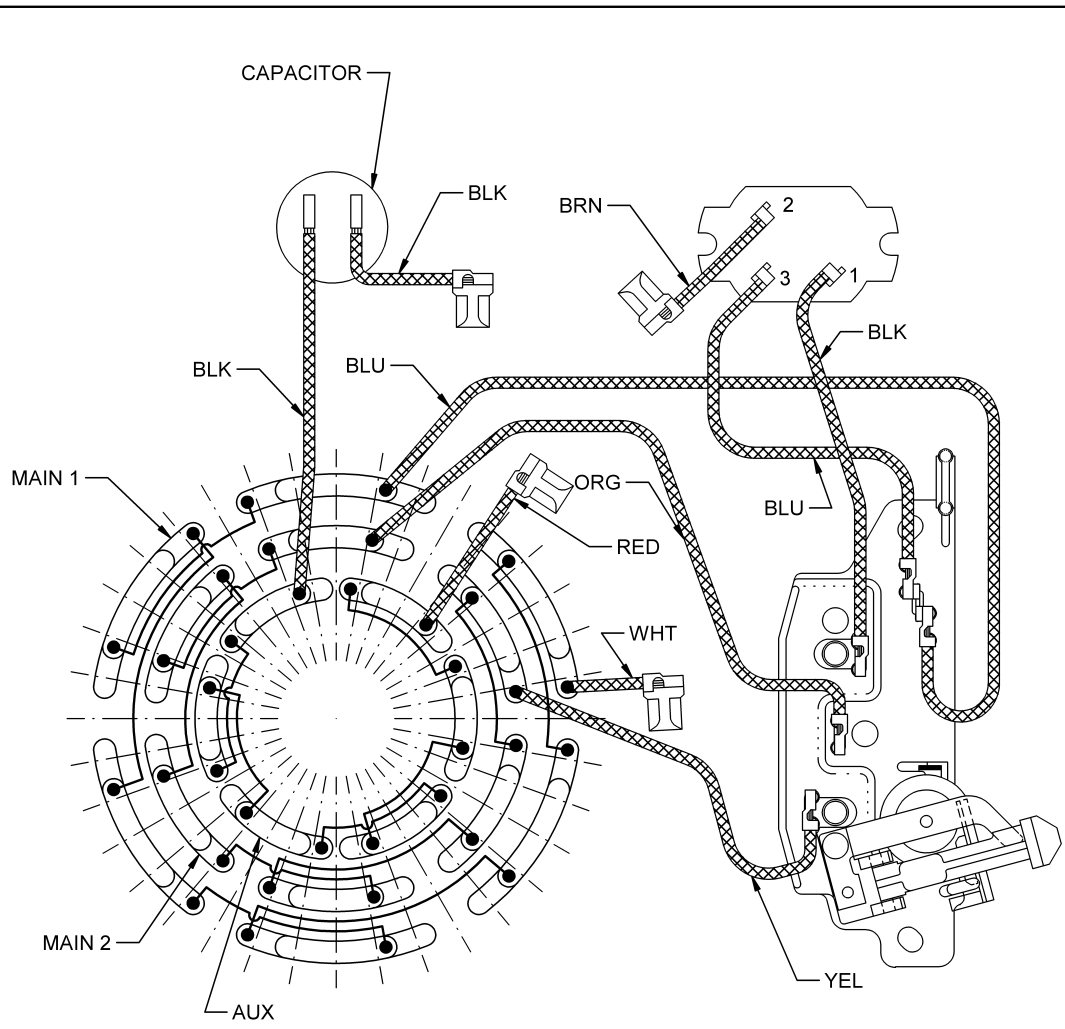 CAPACITOR
BLK
BRN
2
3
1
BLK
BLK
BLU
MAIN 1
ORG
BLU
RED
WHT
MAIN 2
YEL
AUX